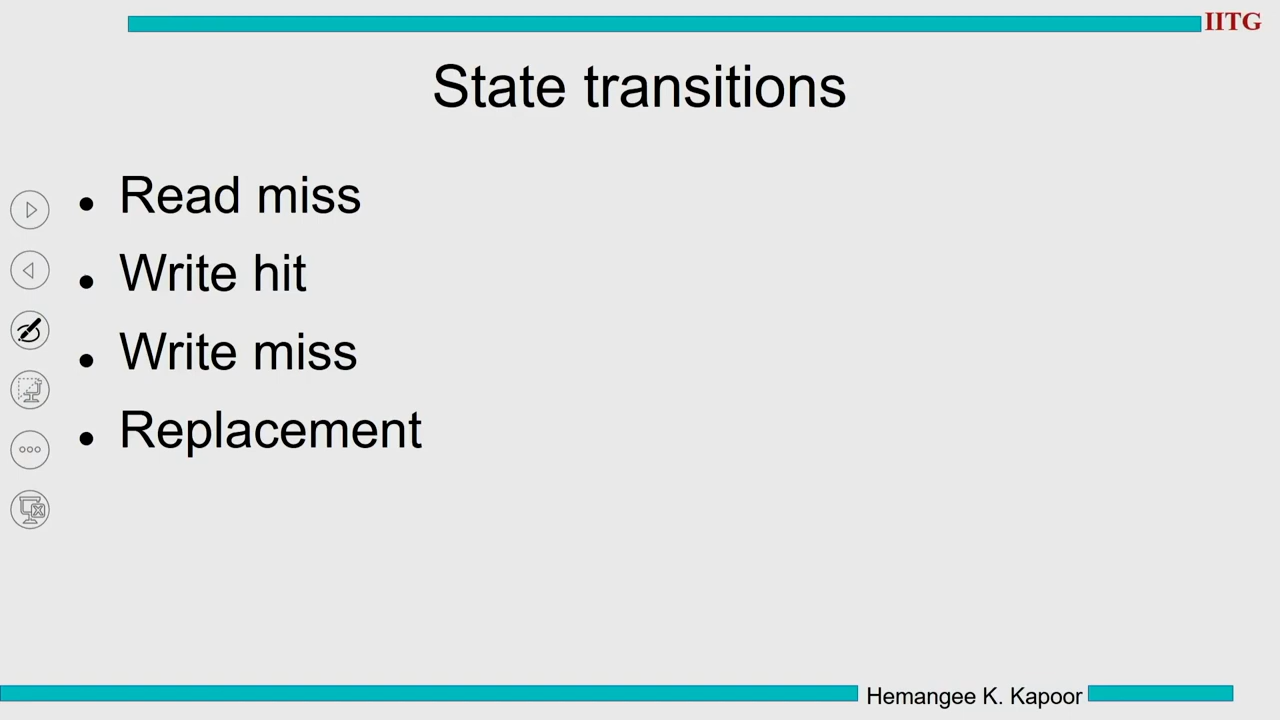 IITG
State transitions
• Read miss
• Write hit
• Write miss
• Replacement
Hemangee K. Kapoor